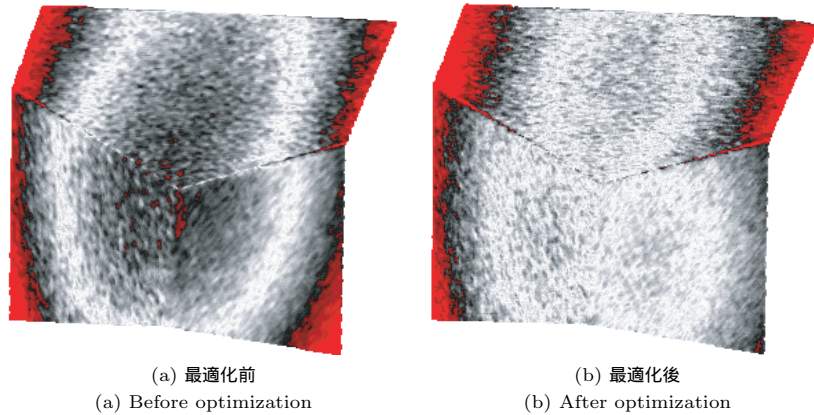 (a) 最適化前
(a) Before optimization
(b) 最適化後
(b) After optimization